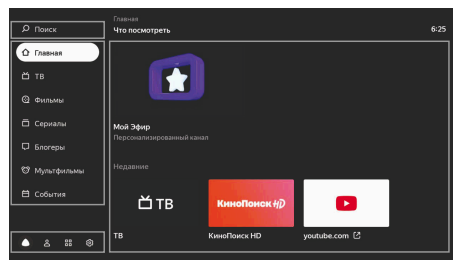 Поиск
Главная
ТВ
Фильмы
Сериалы
Блогеры
Мультфильмы
События
Главная
Что посмотреть
6:25
Мой Эфир
Персонализированный канал
Недавние
ТВ
КиноПоиск HD
ТВ
КиноПоиск HD
youtube.com